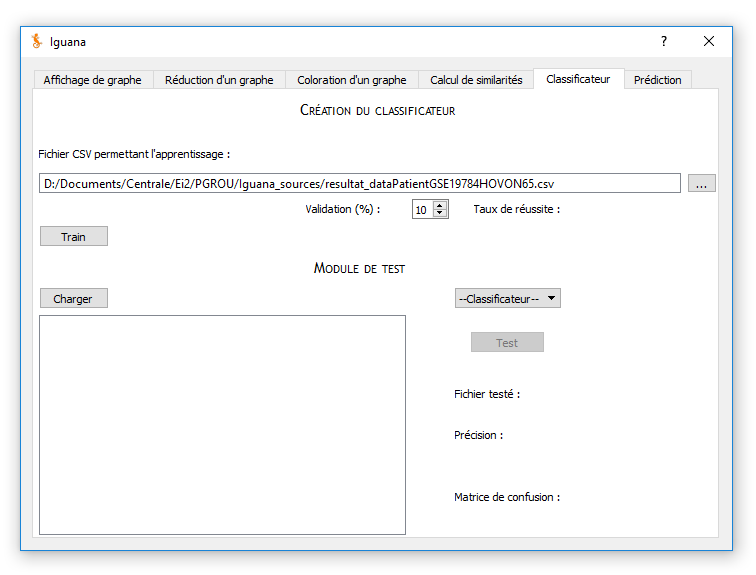 Iguana
?
Affichage de graphe
Réduction d'un graphe
Coloration d'un graphe
Calcul de similarités
Classificateur
Prédiction
Création du classificateur
Fichier CSV permettant l'apprentissage :
D:/Documents/Centrale/Ei2/PGROU/Iguana_sources/resultat_dataPatientGSE19784HOVON65.csv
...
Validation (%) :
10
Taux de réussite :
Train
Module de test
Charger
--Classificateur--
Test
Fichier testé :
Précision :
Matrice de confusion :